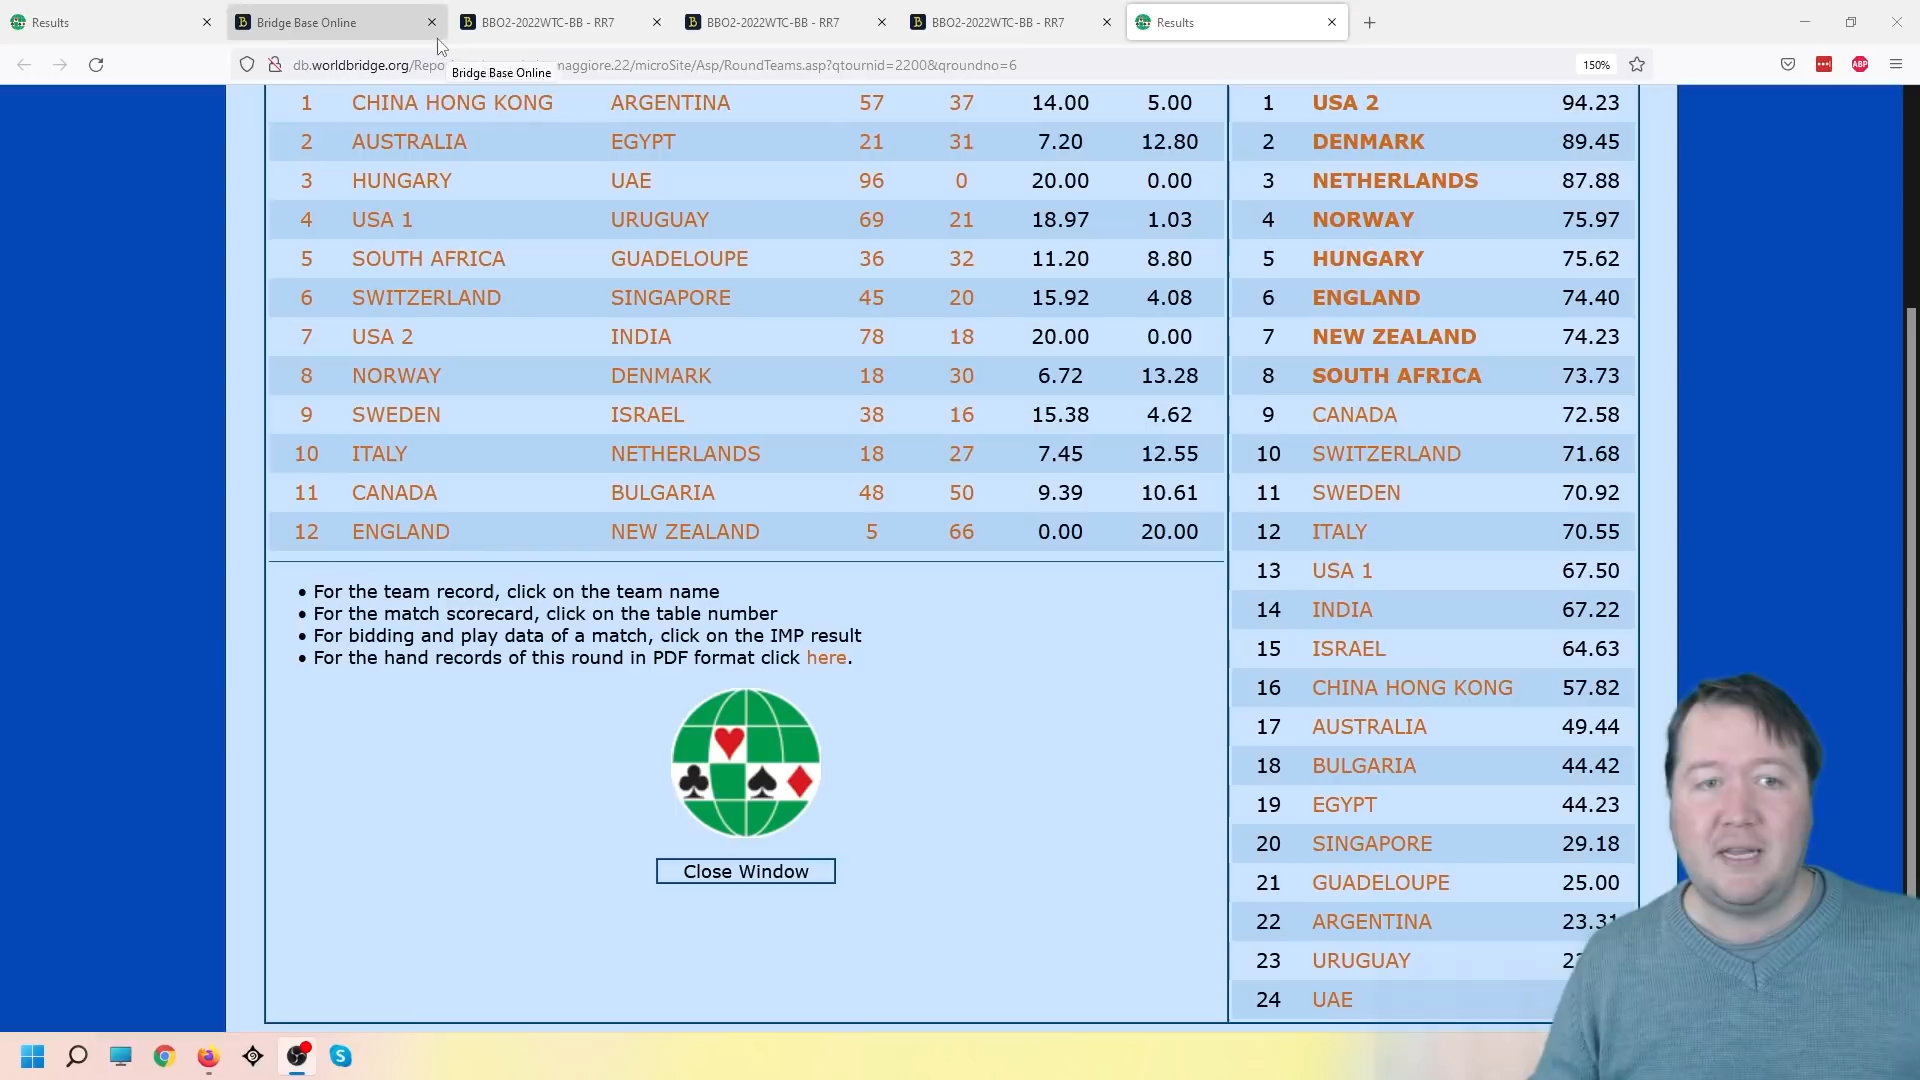 Results
Bridge Base Online
BBO2-2022WTC-BB - RR7
BBO2-2022WTC-BB - RR7
BBO2-2022WTC-BB - RR7
Results
db.worldbridge.org/Repo
maggiore.22/microSite/Asp/RoundTeams.asp?qtournid=2200&qroundno=6
150%
Bridge Base Online
1 CHINA HONG KONG ARGENTINA 57 37 14.00 5.00
2 AUSTRALIA EGYPT 21 31 7.20 12.80
3 HUNGARY UAE 96 0 20.00 0.00
4 USA 1 URUGUAY 69 21 18.97 1.03
5 SOUTH AFRICA GUADELOUPE 36 32 11.20 8.80
6 SWITZERLAND SINGAPORE 45 20 15.92 4.08
7 USA 2 INDIA 78 18 20.00 0.00
8 NORWAY DENMARK 18 30 6.72 13.28
9 SWEDEN ISRAEL 38 16 15.38 4.62
10 ITALY NETHERLANDS 18 27 7.45 12.55
11 CANADA BULGARIA 48 50 9.39 10.61
12 ENGLAND NEW ZEALAND 5 66 0.00 20.00
• For the team record, click on the team name
• For the match scorecard, click on the table number
• For bidding and play data of a match, click on the IMP result
• For the hand records of this round in PDF format click here.
Close Window
1 USA 2 94.23
2 DENMARK 89.45
3 NETHERLANDS 87.88
4 NORWAY 75.97
5 HUNGARY 75.62
6 ENGLAND 74.40
7 NEW ZEALAND 74.23
8 SOUTH AFRICA 73.73
9 CANADA 72.58
10 SWITZERLAND 71.68
11 SWEDEN 70.92
12 ITALY 70.55
13 USA 1 67.50
14 INDIA 67.22
15 ISRAEL 64.63
16 CHINA HONG KONG 57.82
17 AUSTRALIA 49.44
18 BULGARIA 44.42
19 EGYPT 44.23
20 SINGAPORE 29.18
21 GUADELOUPE 25.00
22 ARGENTINA 23.31
23 URUGUAY
24 UAE